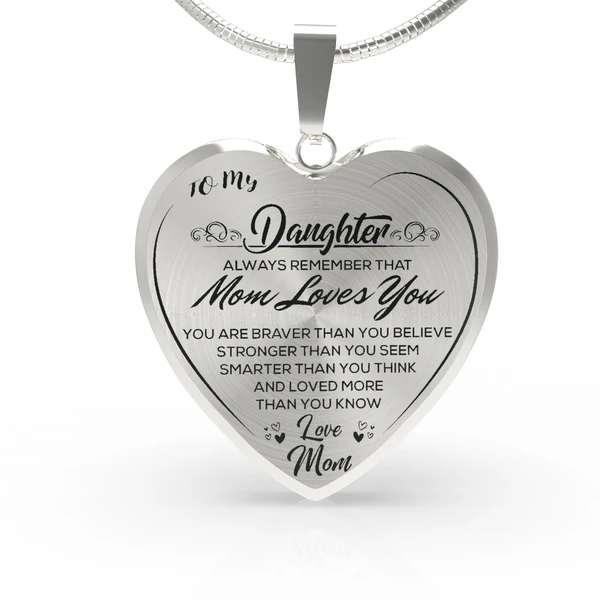 TO My
Daughter
ALWAYS REMEMBER THAT
Mom Loves You
YOU ARE BRAVER THAN YOU BELIEVE
STRONGER THAN YOU SEEM
SMARTER THAN YOU THINK
AND LOVED MORE
THAN YOU KNOW
Love
Mom